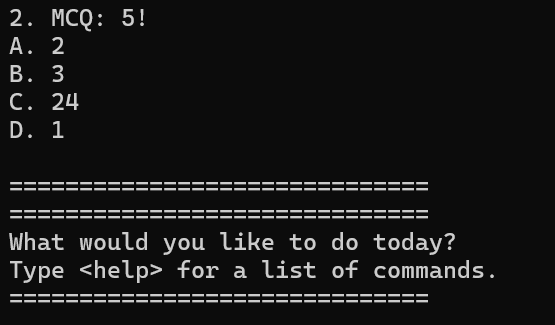 2. MCQ: 5!
A. 2
B. 3
C. 24
D. 1
==============================
==============================
What would you like to do today?
Type <help> for a list of commands.
==============================